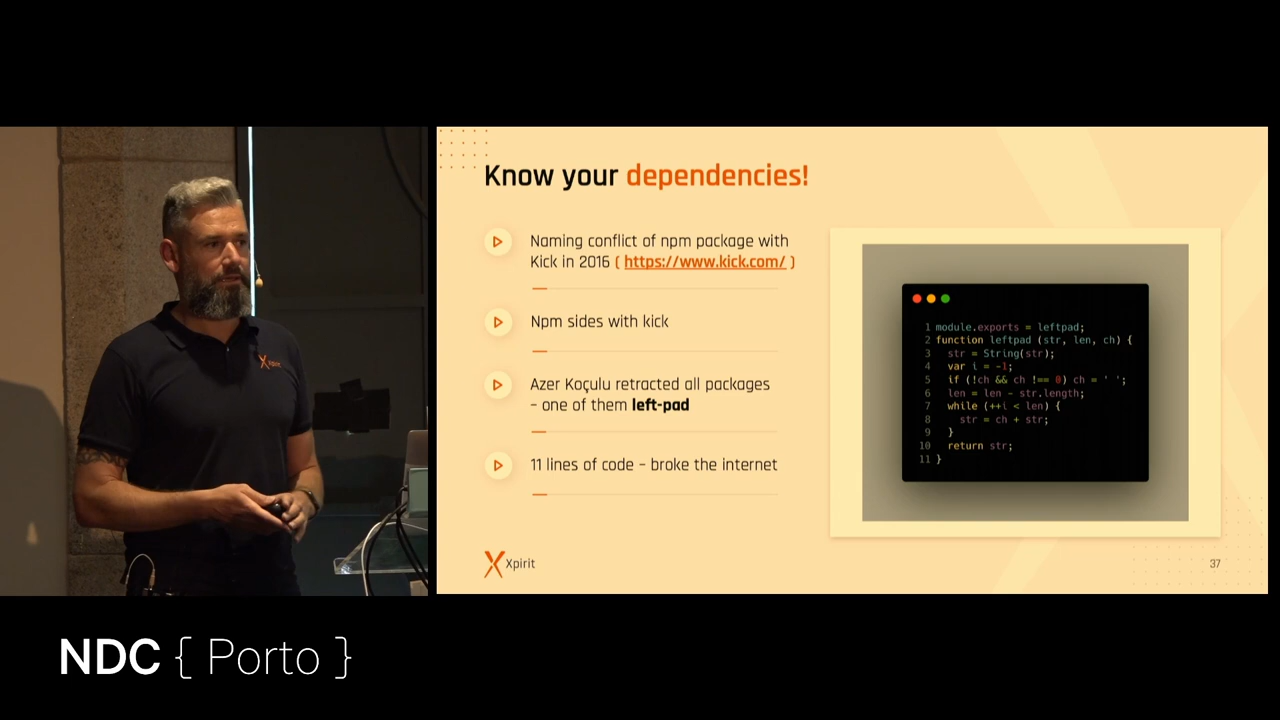 Know your dependencies!
Naming conflict of npm package with
Kick in 2016 ( https://www.kick.com/ )
Npm sides with kick
Azer Koçulu retracted all packages
– one of them left-pad
11 lines of code – broke the internet
1 module.exports = leftpad;
2 function leftpad (str, len, ch) {
3 str = String(str);
4 var i = -1;
5 if (!ch && ch !== 0) ch = ' ';
6 len = len - str.length;
7 while (++i < len) {
8 str = ch + str;
9 }
10 return str;
11 }
Xpirit
37
Xpirit
NDC { Porto }